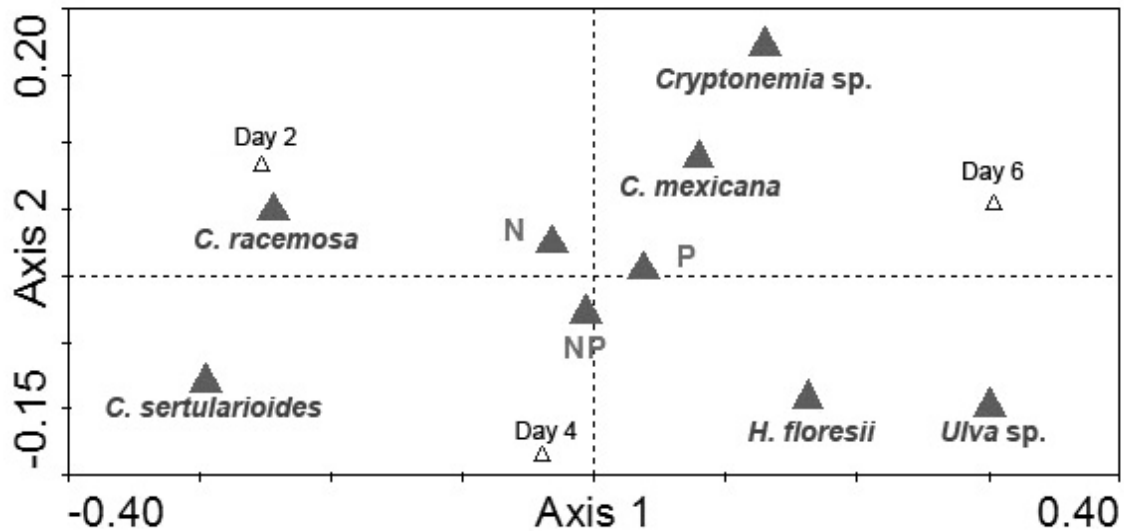 0.20
Cryptonemia sp.
Day 2
C. mexicana
Day 6
Axis 2
C. racemosa
N
P
NP
C. sertularioides
-0.15
Day 4
H. floresii
Ulva sp.
-0.40
Axis 1
0.40